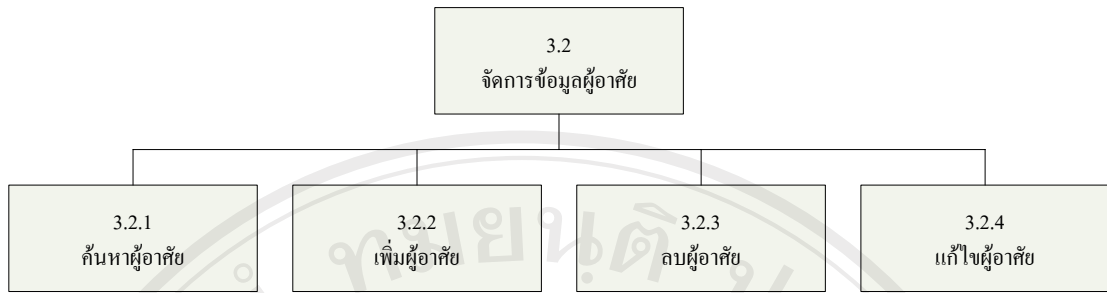 3.2
จัดการข้อมูลผู้อาศัย
3.2.1
ค้นหาผู้อาศัย
3.2.2
เพิ่มผู้อาศัย
3.2.3
ลบผู้อาศัย
3.2.4
แก้ไขผู้อาศัย